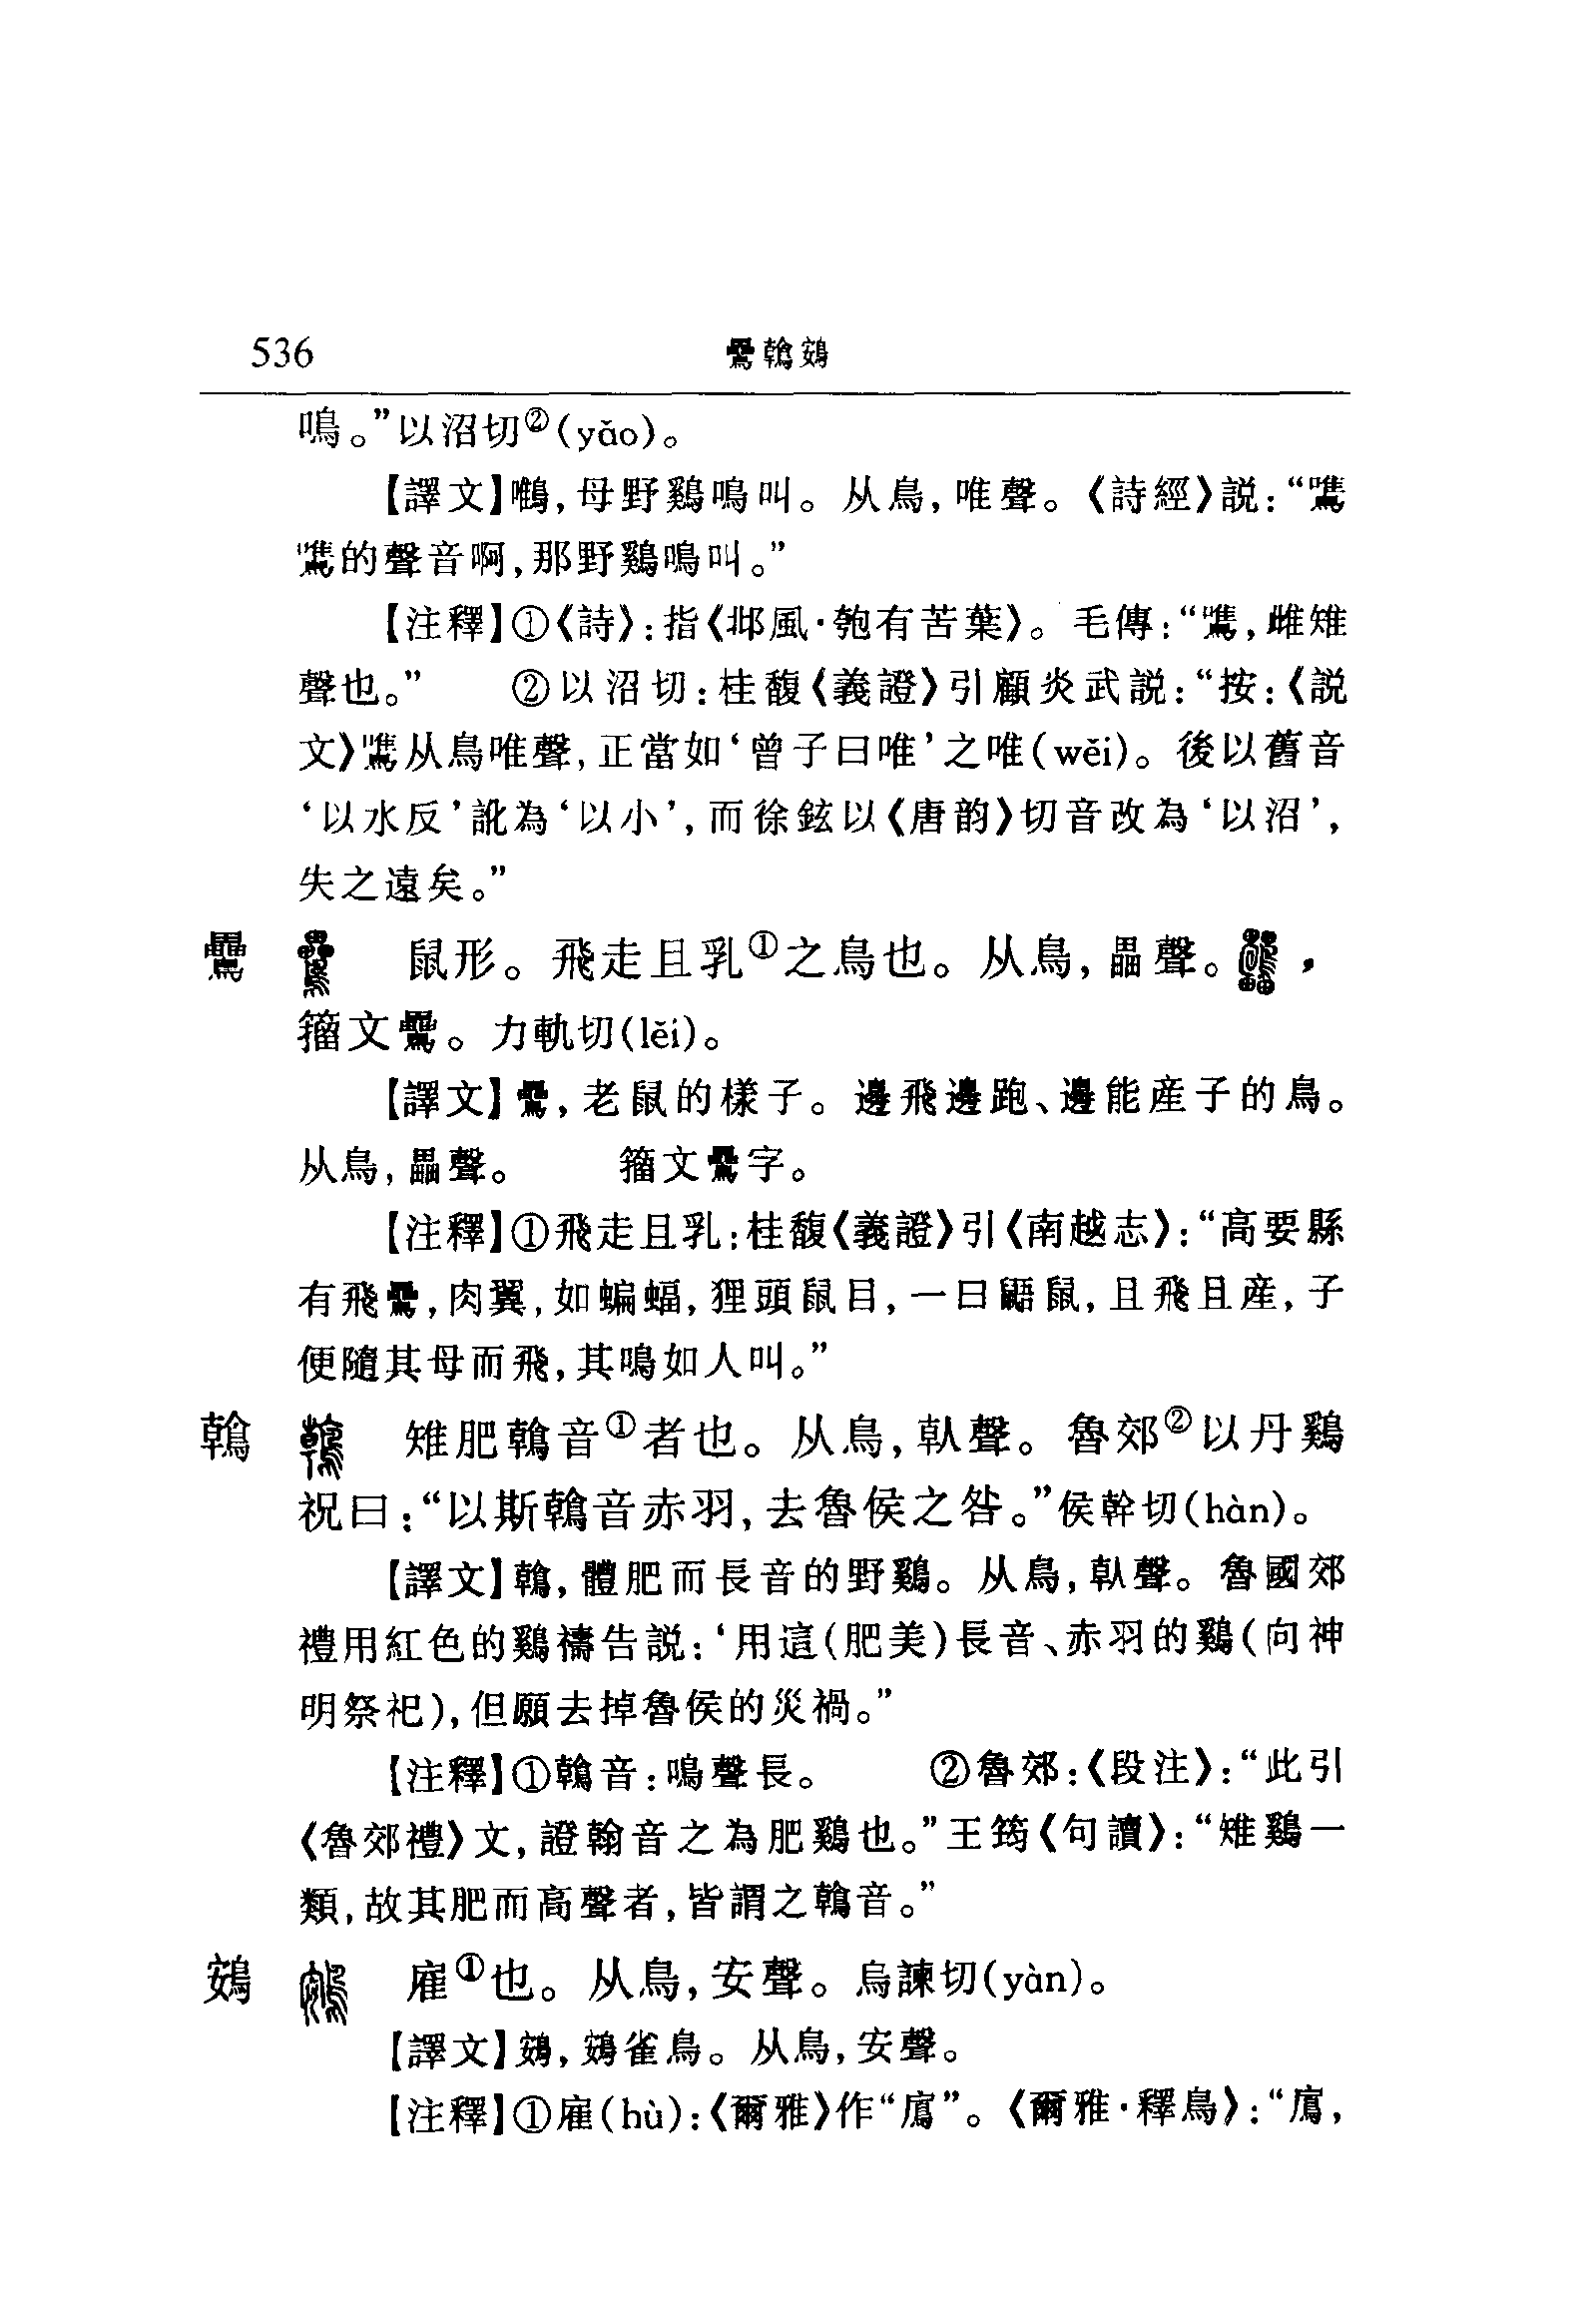 536 鸓鶾鴳
鳴。”以沼切②(yǎo)。
【譯文】鷕,母野鷄鳴叫。从鳥,唯聲。《詩經》説:“鷕
鷕的聲音啊,那野鷄鳴叫。”
【注釋】①《詩》:指《邶風·匏有苦葉》。毛傳:“鷕,雌雉
聲也。” ②以沼切:桂馥《義證》引顧炎武説:“按:《説
文》鷕从鳥唯聲,正當如‘曾子曰唯’之唯(wěi)。後以舊音
‘以水反’訛為‘以小’,而徐鉉以《唐韵》切音改為‘以沼’,
失之遠矣。”
鸓 鼠形。飛走且乳①之鳥也。从鳥,畾聲。,
籀文鸓。力軌切(lěi)。
【譯文】鸓,老鼠的樣子。邊飛邊跑、邊能産子的鳥。
从鳥,畾聲。 籀文鸓字。
【注釋】①飛走且乳:桂馥《義證》引《南越志》:“高要縣
有飛鸓,肉翼,如蝙蝠,狸頭鼠目,一曰鼯鼠,且飛且産,子
便隨其母而飛,其鳴如人叫。”
鶾 雉肥鶾音①者也。从鳥,倝聲。魯郊②以丹鷄
祝曰:“以斯鶾音赤羽,去魯侯之咎。”侯幹切(hàn)。
【譯文】鶾,體肥而長音的野鷄。从鳥,倝聲。魯國郊
禮用紅色的鷄禱告説:‘用這(肥美)長音、赤羽的鷄(向神
明祭祀),但願去掉魯侯的災禍。”
【注釋】①鶾音:鳴聲長。 ②魯郊:《段注》:“此引
《魯郊禮》文,證翰音之為肥鷄也。”王筠《句讀》:“雉鷄一
類,故其肥而高聲者,皆謂之鶾音。”
鴳 雇①也。从鳥,安聲。烏諫切(yàn)。
【譯文】鴳,鴳雀鳥。从鳥,安聲。
【注釋】①雇(hù):《爾雅》作“鳸”。《爾雅·釋鳥》:“鳸,